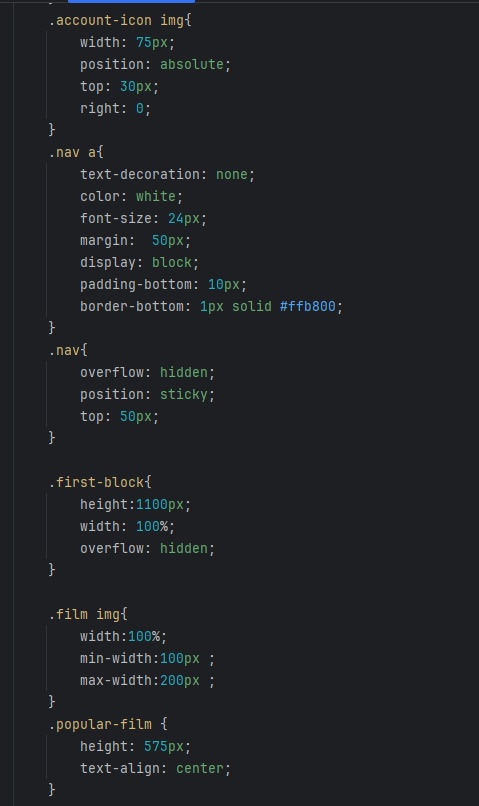 .account-icon img{
width: 75px;
position: absolute;
top: 30px;
right: 0;
}
.nav a{
text-decoration: none;
color: white;
font-size: 24px;
margin:  50px;
display: block;
padding-bottom: 10px;
border-bottom: 1px solid #ffb800;
}
.nav{
overflow: hidden;
position: sticky;
top: 50px;
}
.first-block{
height:1100px;
width: 100%;
overflow: hidden;
}
.film img{
width:100%;
min-width:100px ;
max-width:200px ;
}
.popular-film {
height: 575px;
text-align: center;
}